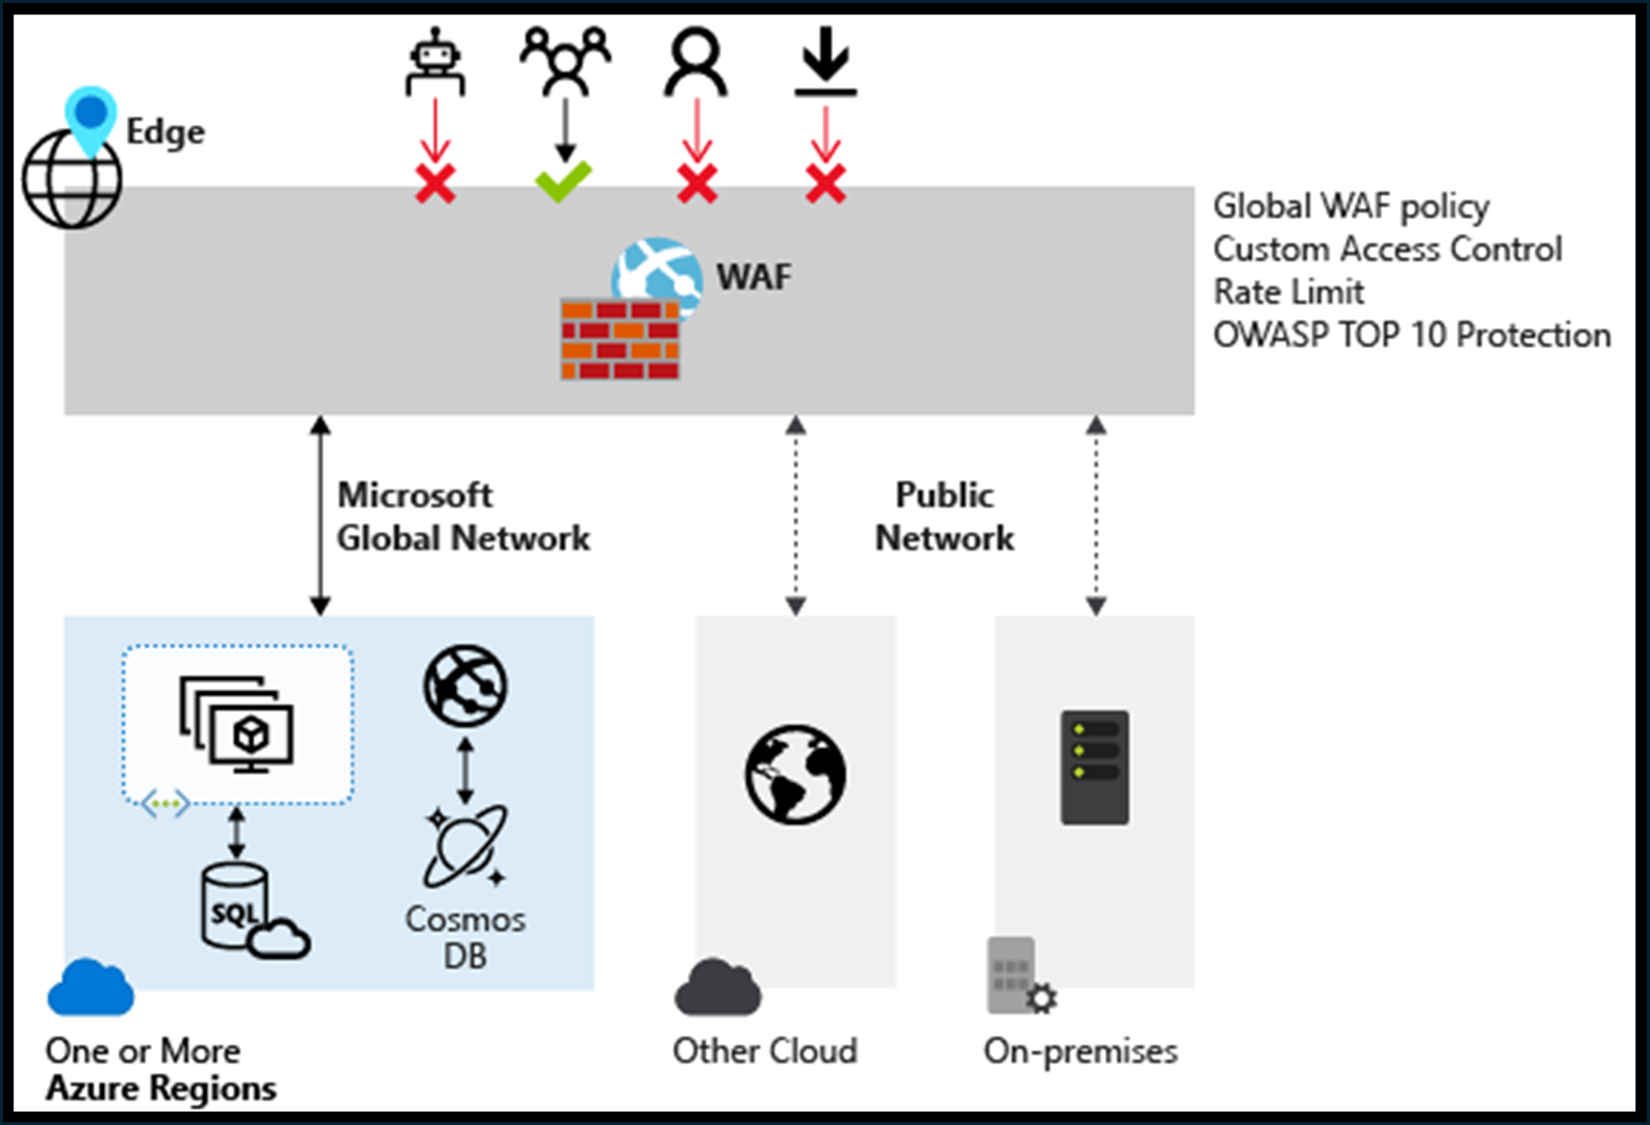 Edge
WAF
Global WAF policy
Custom Access Control
Rate Limit
OWASP TOP 10 Protection
Microsoft
Global Network
Public
Network
SQL
Cosmos
DB
One or More
Azure Regions
Other Cloud
On-premises